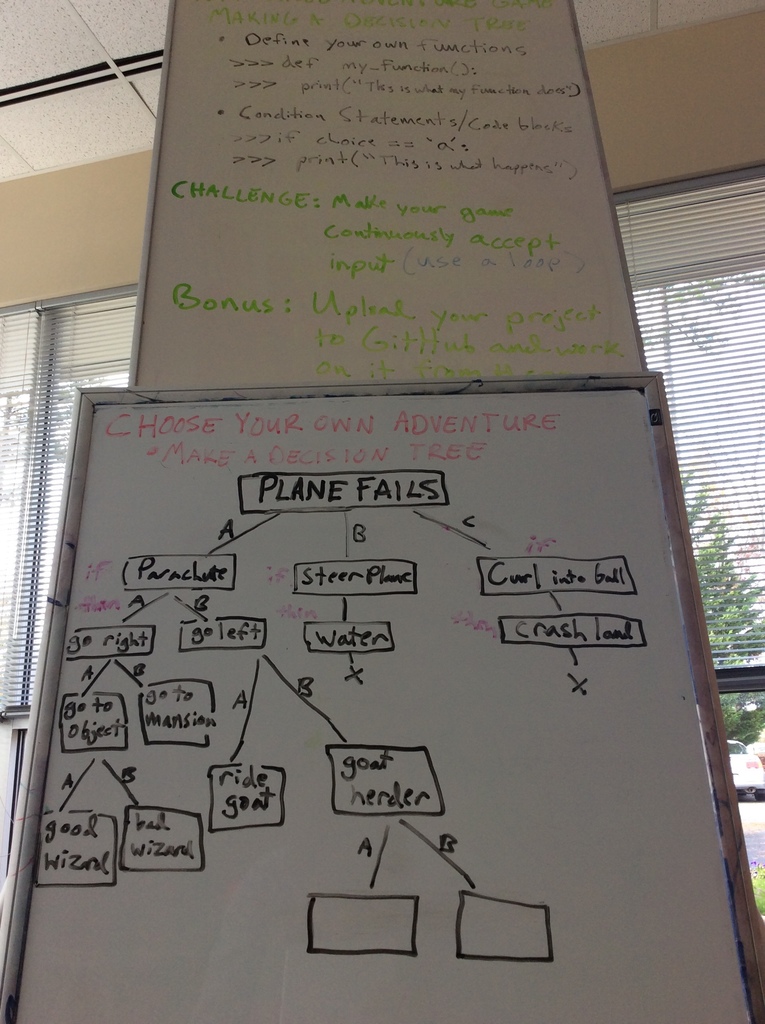 ADVENTURE GAME
MAKING A DECISION TREE
• Define your own functions
>>> def my_function():
>>> print("This is what my function does")
• Condition Statements/Code blocks
>>> if choice == 'a':
>>> print("This is what happens")
CHALLENGE: Make your game
continuously accept
input (use a loop)
Bonus: Upload your project
to GitHub and work
on it from
CHOOSE YOUR OWN ADVENTURE
• MAKE A DECISION TREE
PLANE FAILS
A B C
if Parachute if Steer Plane if Curl into ball
then A B then then
go right go left water crash land
A B X X
go to object go to mansion A B
A B ride goat goat herder
good wizard bad wizard A B